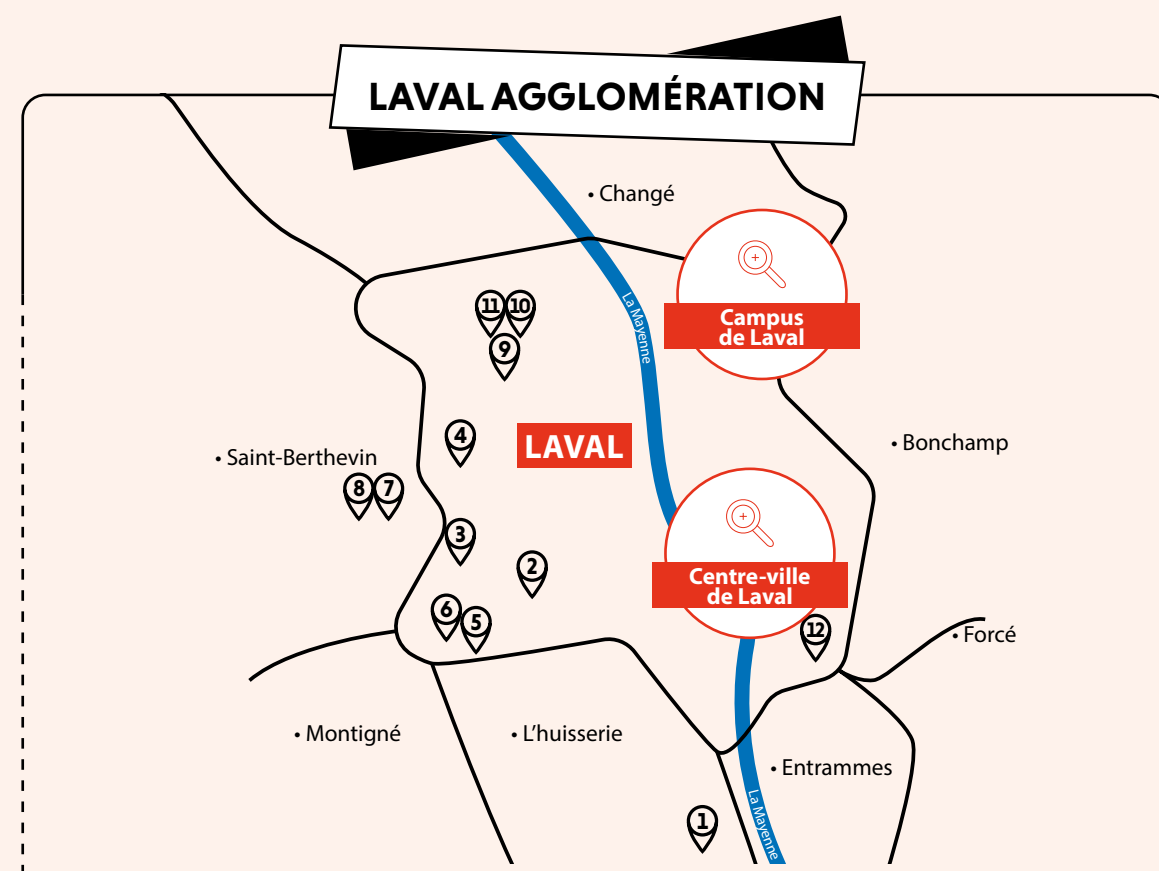 LAVAL AGGLOMÉRATION
• Changé
La Mayenne
Campus
de Laval
11
10
9
4
LAVAL
• Bonchamp
• Saint-Berthevin
8
7
3
2
Centre-ville
de Laval
6
5
12
• Forcé
• Montigné
• L'huisserie
• Entrammes
La Mayenne
1